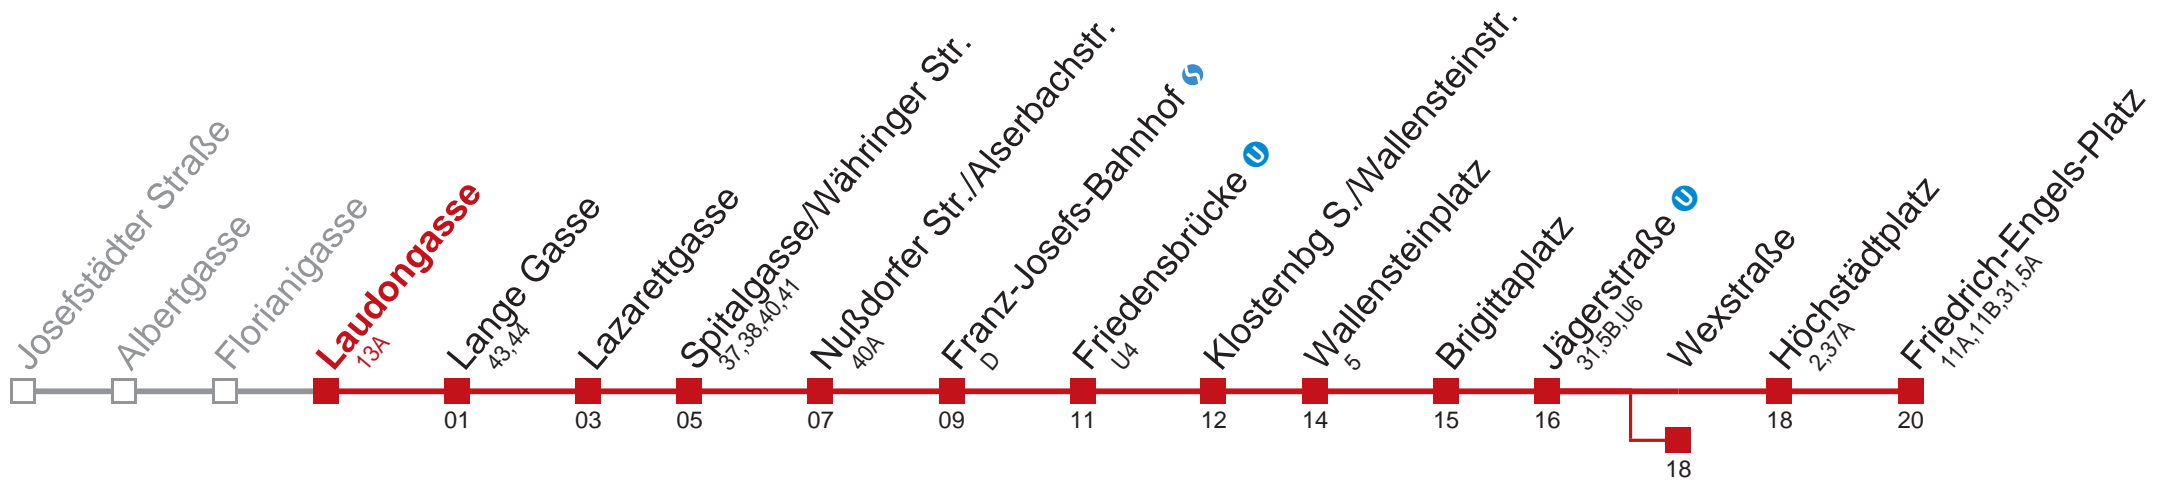 Josefstädter Straße
Albertgasse
Florianigasse
Laudongasse
13A
Lange Gasse
43,44
Lazarettgasse
Spitalgasse/Währinger Str.
37,38,40,41
Nußdorfer Str./Alserbachstr.
40A
Franz-Josefs-Bahnhof S
D
Friedensbrücke U
U4
Klosternbg S./Wallensteinstr.
Wallensteinplatz
5
Brigittaplatz
Jägerstraße U
31,5B,U6
Wexstraße
Höchstädtplatz
2,37A
Friedrich-Engels-Platz
11A,11B,31,5A
01 03 05 07 09 11 12 14 15 16 18 20
18